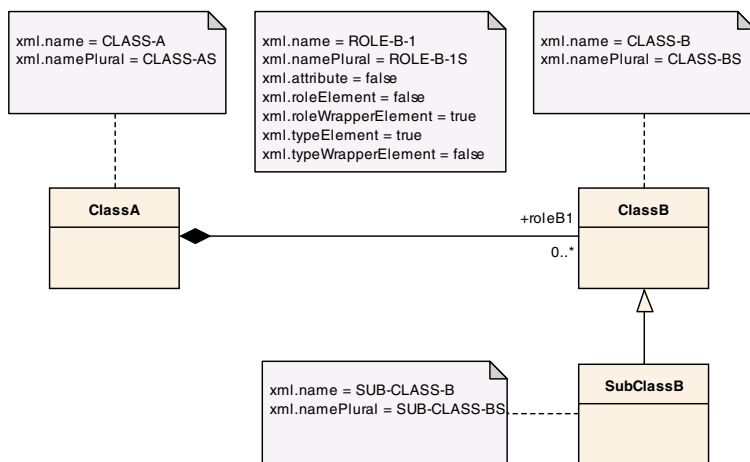 xml.name = CLASS-A
xml.namePlural = CLASS-AS
xml.name = ROLE-B-1
xml.namePlural = ROLE-B-1S
xml.attribute = false
xml.roleElement = false
xml.roleWrapperElement = true
xml.typeElement = true
xml.typeWrapperElement = false
xml.name = CLASS-B
xml.namePlural = CLASS-BS
ClassA
+roleB1
0..*
ClassB
xml.name = SUB-CLASS-B
xml.namePlural = SUB-CLASS-BS
SubClassB